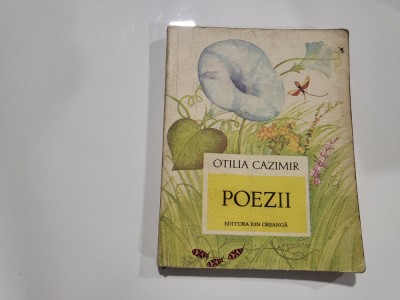 OTILIA CAZIMIR
POEZII
EDITURA ION CREANGĂ